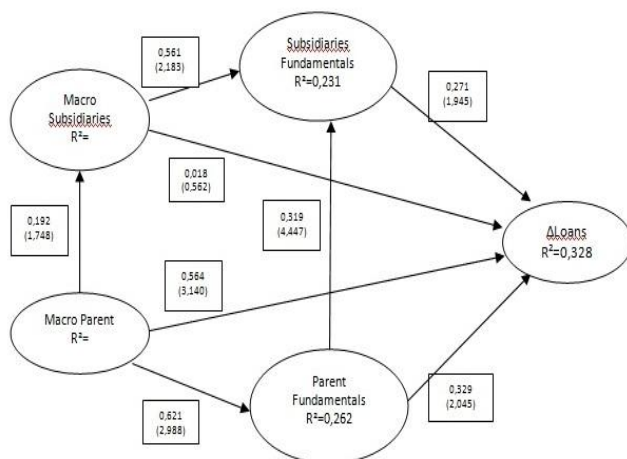 0,561
(2,183)
Subsidiaries
Fundamentals
R²=0,231
0,271
(1,945)
Macro
Subsidiaries
R²=
0,018
(0,562)
0,192
(1,748)
0,319
(4,447)
ΔLoans
R²=0,328
0,564
(3,140)
Macro Parent
R²=
Parent
Fundamentals
R²=0,262
0,329
(2,045)
0,621
(2,988)